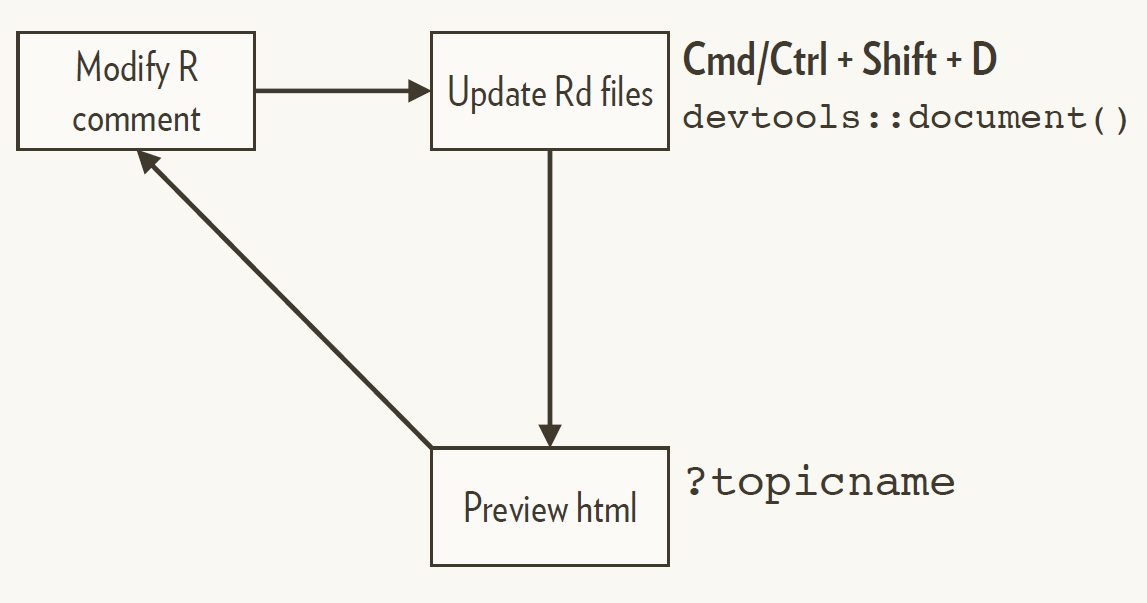 Modify R
comment
Update Rd files
Cmd/Ctrl + Shift + D
devtools::document()
Preview html
?topicname